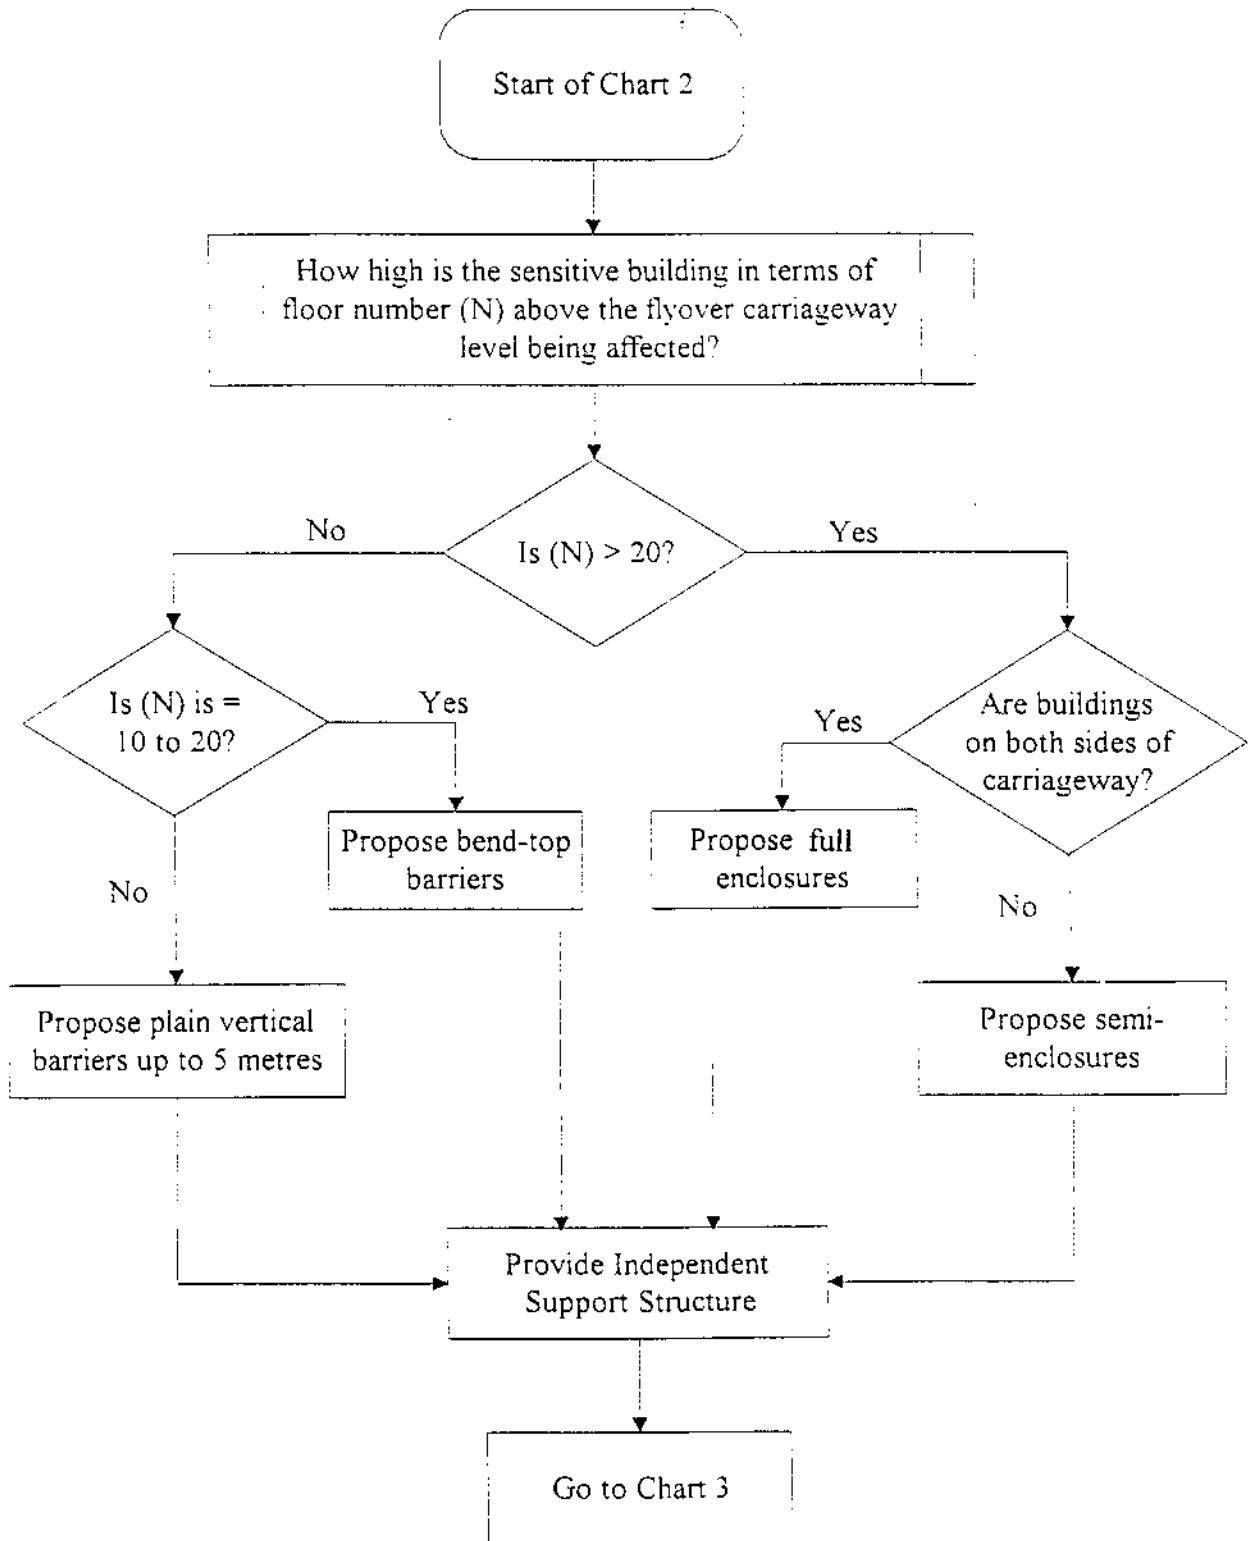 Start of Chart 2
How high is the sensitive building in terms of
floor number (N) above the flyover carriageway
level being affected?
No
Is (N) > 20?
Yes
Is (N) is =
10 to 20?
Yes
Yes
Are buildings
on both sides of
carriageway?
Propose bend-top
barriers
Propose full
enclosures
No
No
Propose plain vertical
barriers up to 5 metres
Propose semi-
enclosures
Provide Independent
Support Structure
Go to Chart 3